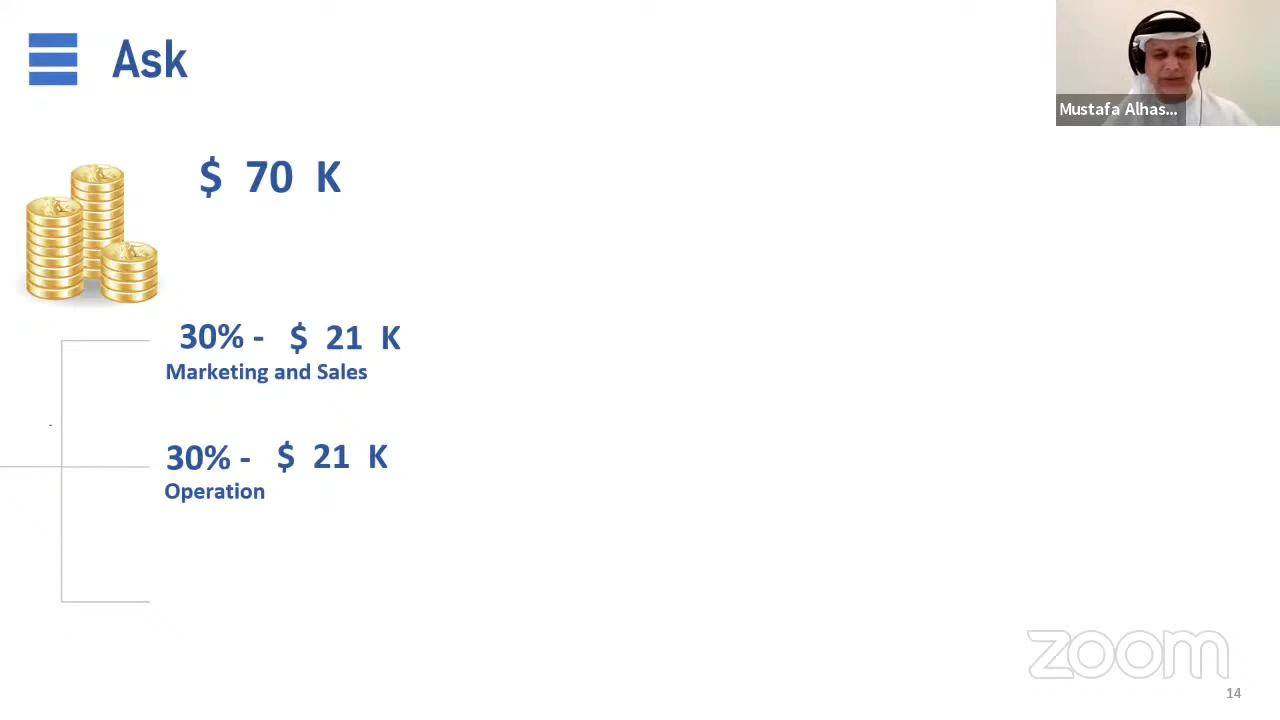 Ask
Mustafa Alhas...
$ 70 K
30% - $ 21 K
Marketing and Sales
30% - $ 21 K
Operation
zoom
14